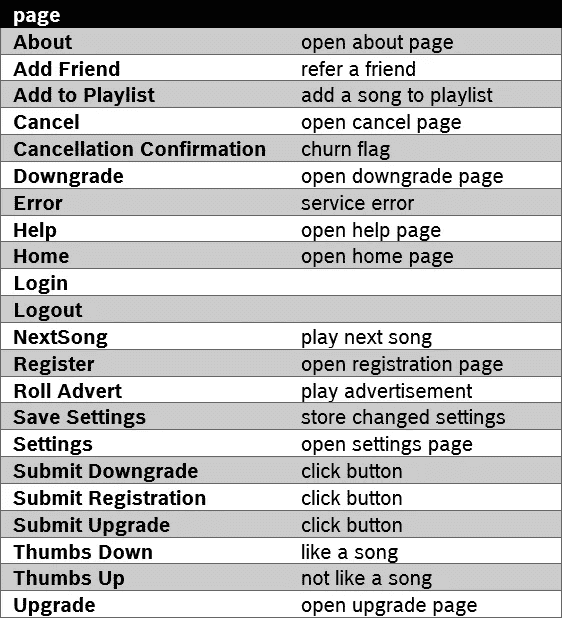 page
About open about page
Add Friend refer a friend
Add to Playlist add a song to playlist
Cancel open cancel page
Cancellation Confirmation churn flag
Downgrade open downgrade page
Error service error
Help open help page
Home open home page
Login
Logout
NextSong play next song
Register open registration page
Roll Advert play advertisement
Save Settings store changed settings
Settings open settings page
Submit Downgrade click button
Submit Registration click button
Submit Upgrade click button
Thumbs Down like a song
Thumbs Up not like a song
Upgrade open upgrade page